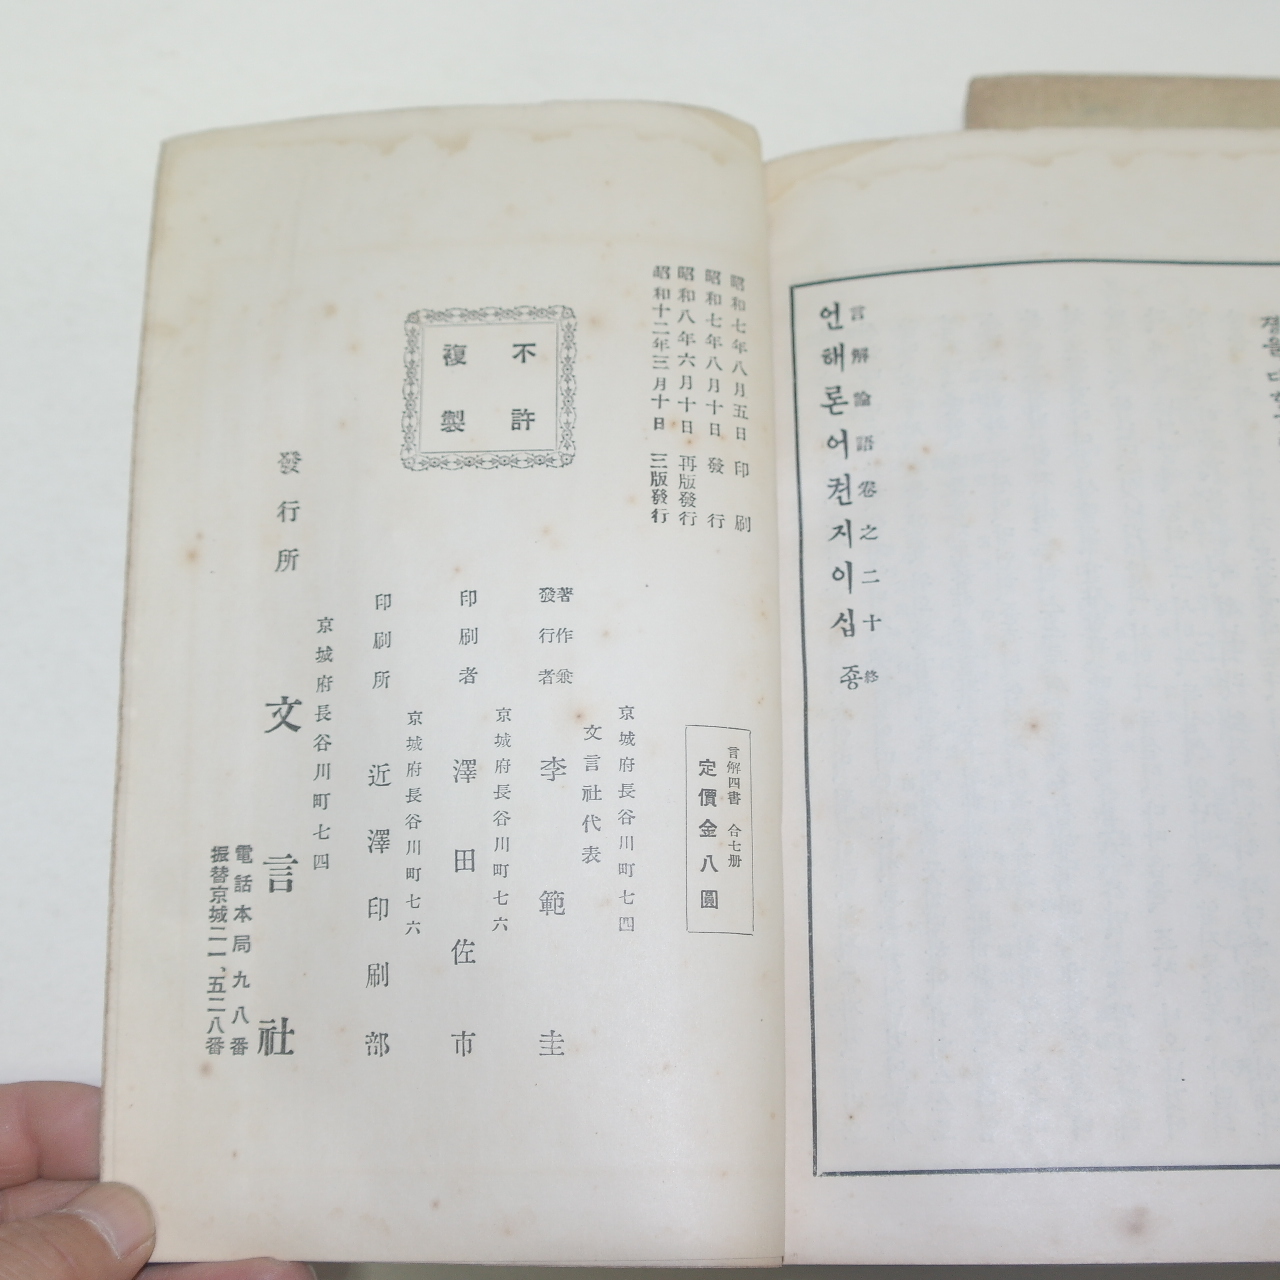 언해론어권지이십 종
言解論語卷之二十 終
昭和七年八月五日 印刷
昭和七年八月十日 發行
昭和八年六月十日 再版發行
昭和十二年三月十日 三版發行
不許
複製
言解四書 合七册
定價金八圓
京城府長谷川町七四
文言社代表
著作兼
發行者
李範圭
京城府長谷川町七六
印刷者 澤田佐市
京城府長谷川町七六
印刷所 近澤印刷部
京城府長谷川町七四
發行所 文言社
電話本局九八番
振替京城二一、五二八番